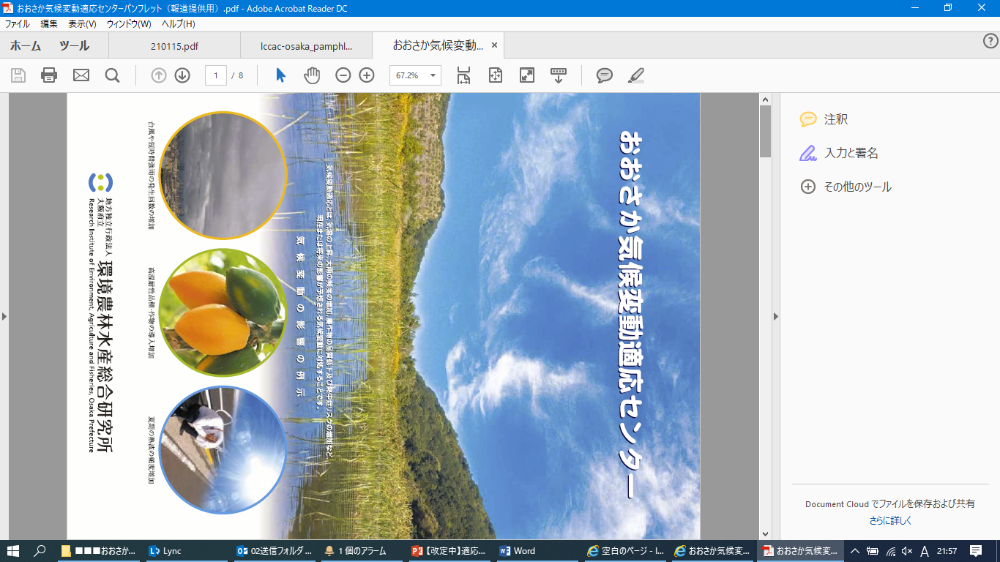 おおさか気候変動適応センターパンフレット（報道提供用）.pdf - Adobe Acrobat Reader DC
ファイル 編集 表示(V) ウィンドウ(W) ヘルプ(H)
ホーム ツール 210115.pdf lccac-osaka_pamphl... おおさか気候変動... ×
1 / 8 67.2%
おおさか気候変動適応センター
気候変動適応とは、気温の上昇、大雨の頻度の増加、農作物の品質低下及び熱中症リスクの増加など、
現在または将来の影響が予想される気候変動に対処することです。
気候変動の影響の例示
台風や短時間強雨の発生回数の増加
高温耐性品種・作物の導入増加
夏期の熱波の頻度増加
地方独立行政法人
大阪府立
環境農林水産総合研究所
Research Institute of Environment, Agriculture and Fisheries, Osaka Prefecture
注釈
入力と署名
その他のツール
Document Cloud でファイルを保存および共有
さらに詳しく
■■■おおさか... Lync 02送信フォルダ... 1 個のアラーム 【改定中】適応... Word 空白のページ - I... おおさか気候変... おおさか気候変... A 21:57